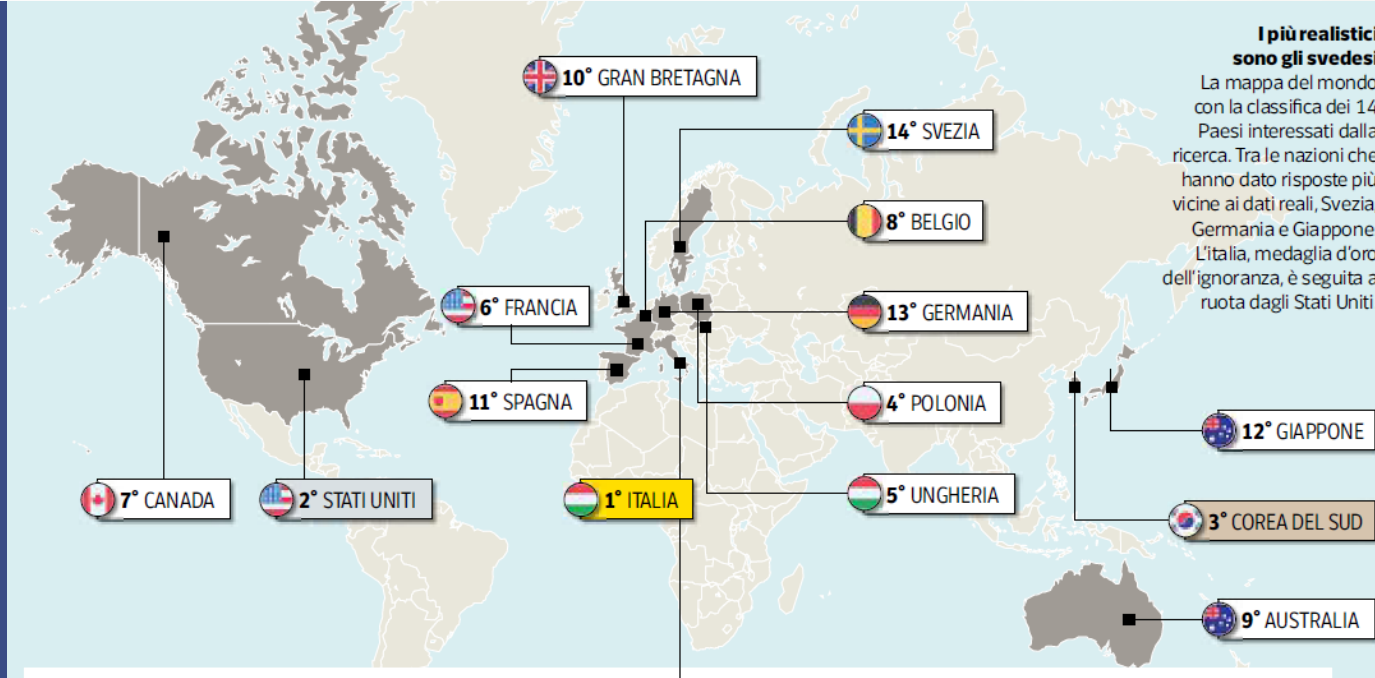 I più realistici
sono gli svedesi
La mappa del mondo
con la classifica dei 14
Paesi interessati dalla
ricerca. Tra le nazioni che
hanno dato risposte più
vicine ai dati reali, Svezia,
Germania e Giappone.
L'italia, medaglia d'oro
dell'ignoranza, è seguita a
ruota dagli Stati Uniti
10° GRAN BRETAGNA
14° SVEZIA
8° BELGIO
6° FRANCIA
13° GERMANIA
11° SPAGNA
4° POLONIA
12° GIAPPONE
7° CANADA
2° STATI UNITI
1° ITALIA
5° UNGHERIA
3° COREA DEL SUD
9° AUSTRALIA